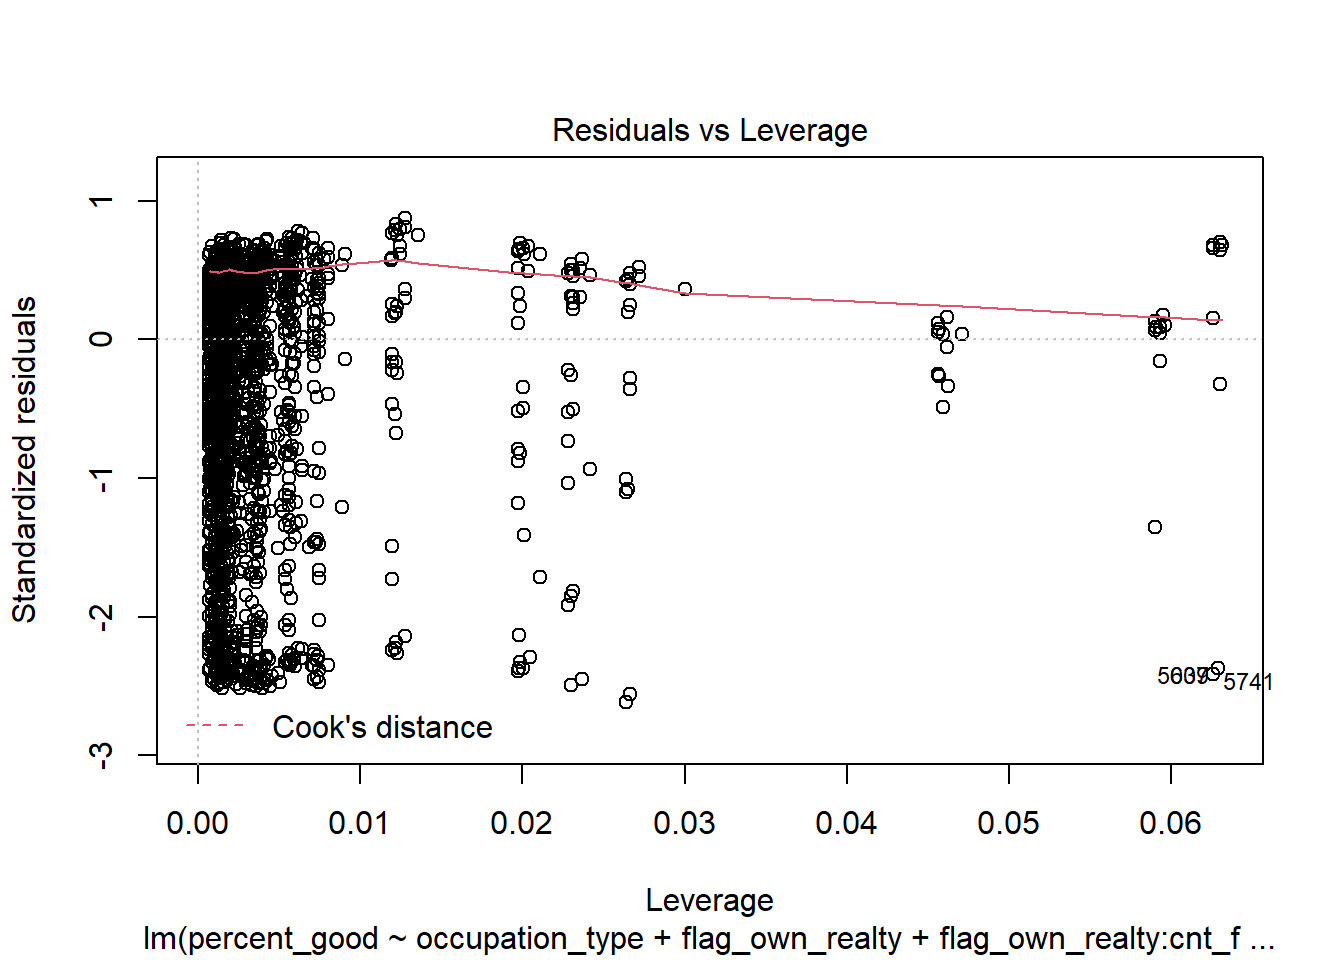 Residuals vs Leverage
Standardized residuals
1
0
-1
-2
-3
5741
Cook's distance
0.00 0.01 0.02 0.03 0.04 0.05 0.06
Leverage
lm(percent_good ~ occupation_type + flag_own_realty + flag_own_realty:cnt_f ...